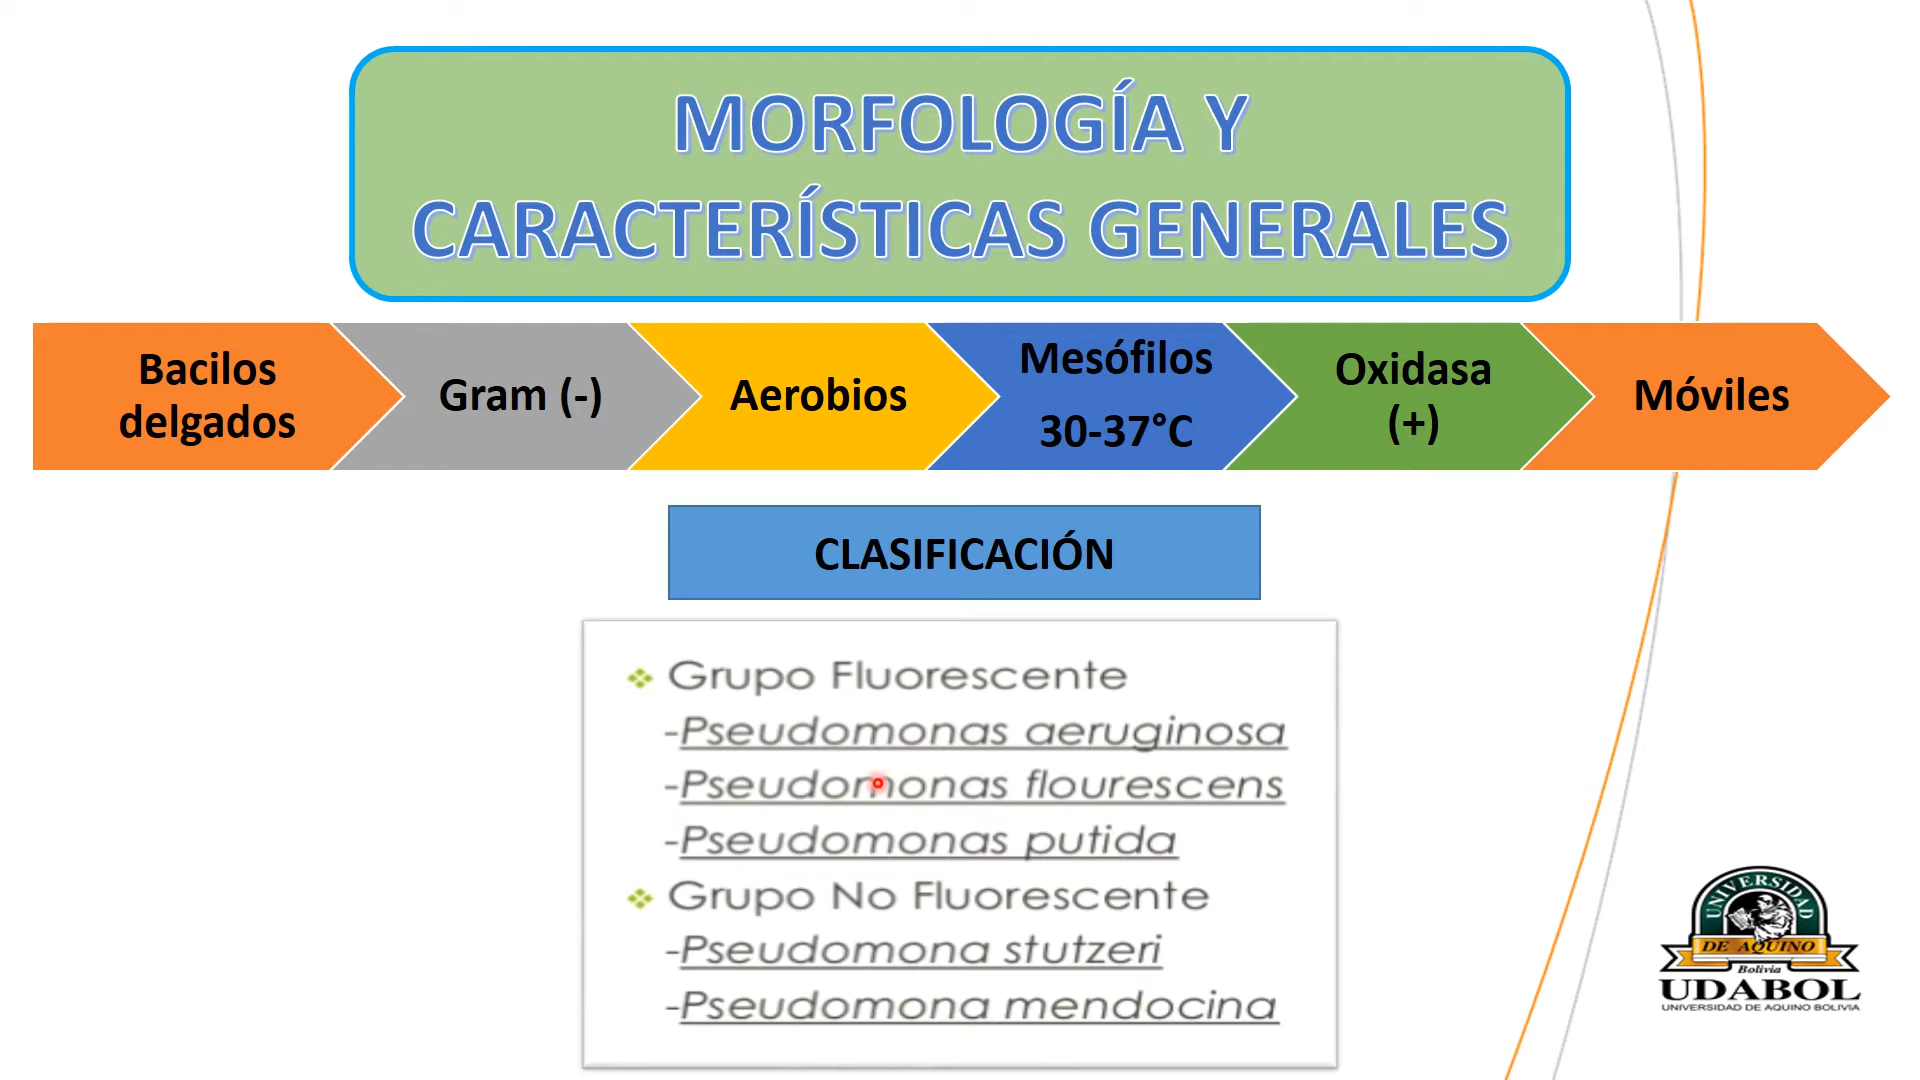 MORFOLOGÍA Y
CARACTERÍSTICAS GENERALES
Bacilos
delgados
Gram (-)
Aerobios
Mesófilos
30-37°C
Oxidasa
(+)
Móviles
CLASIFICACIÓN
Grupo Fluorescente
-Pseudomonas aeruginosa
-Pseudomonas flourescens
-Pseudomonas putida
Grupo No Fluorescente
-Pseudomona stutzeri
-Pseudomona mendocina
UNIVERSIDAD
DE AQUINO
Bolivia
UDABOL
UNIVERSIDAD DE AQUINO BOLIVIA